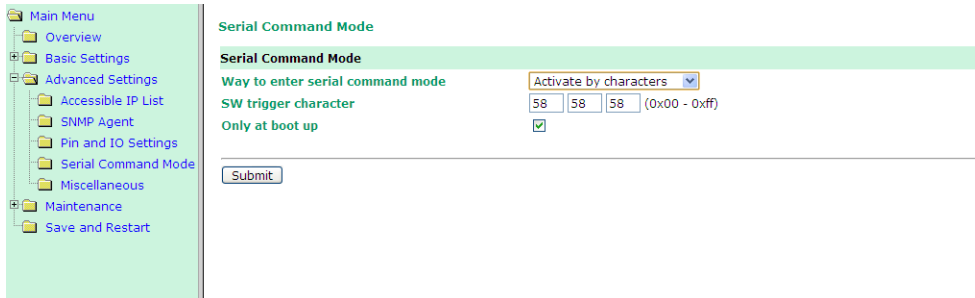 Main Menu
Overview
Basic Settings
Advanced Settings
Accessible IP List
SNMP Agent
Pin and IO Settings
Serial Command Mode
Miscellaneous
Maintenance
Save and Restart
Serial Command Mode
Serial Command Mode
Way to enter serial command mode Activate by characters
SW trigger character 58 58 58 (0x00 - 0xff)
Only at boot up
Submit